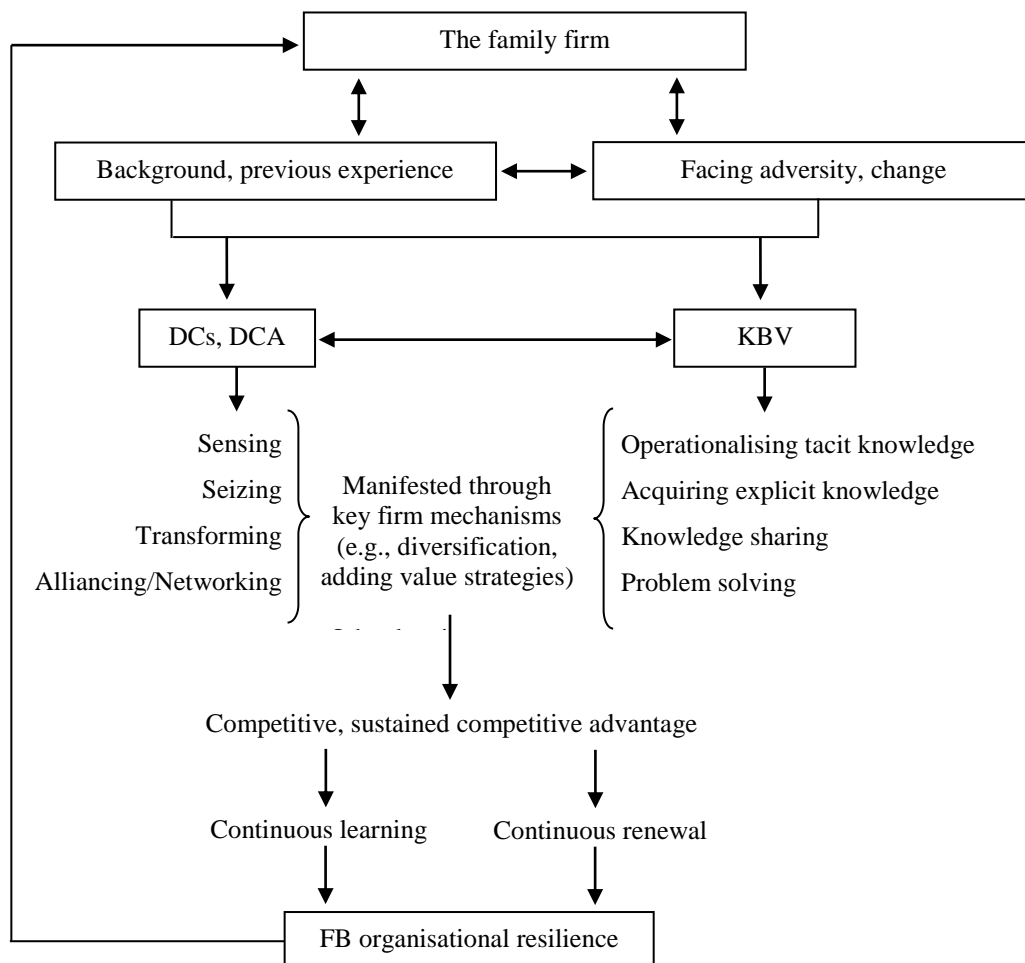 The family firm
Background, previous experience
Facing adversity, change
DCs, DCA
KBV
Sensing
Seizing
Transforming
Alliancing/Networking
Manifested through
key firm mechanisms
(e.g., diversification,
adding value strategies)
Operationalising tacit knowledge
Acquiring explicit knowledge
Knowledge sharing
Problem solving
Competitive, sustained competitive advantage
Continuous learning
Continuous renewal
FB organisational resilience